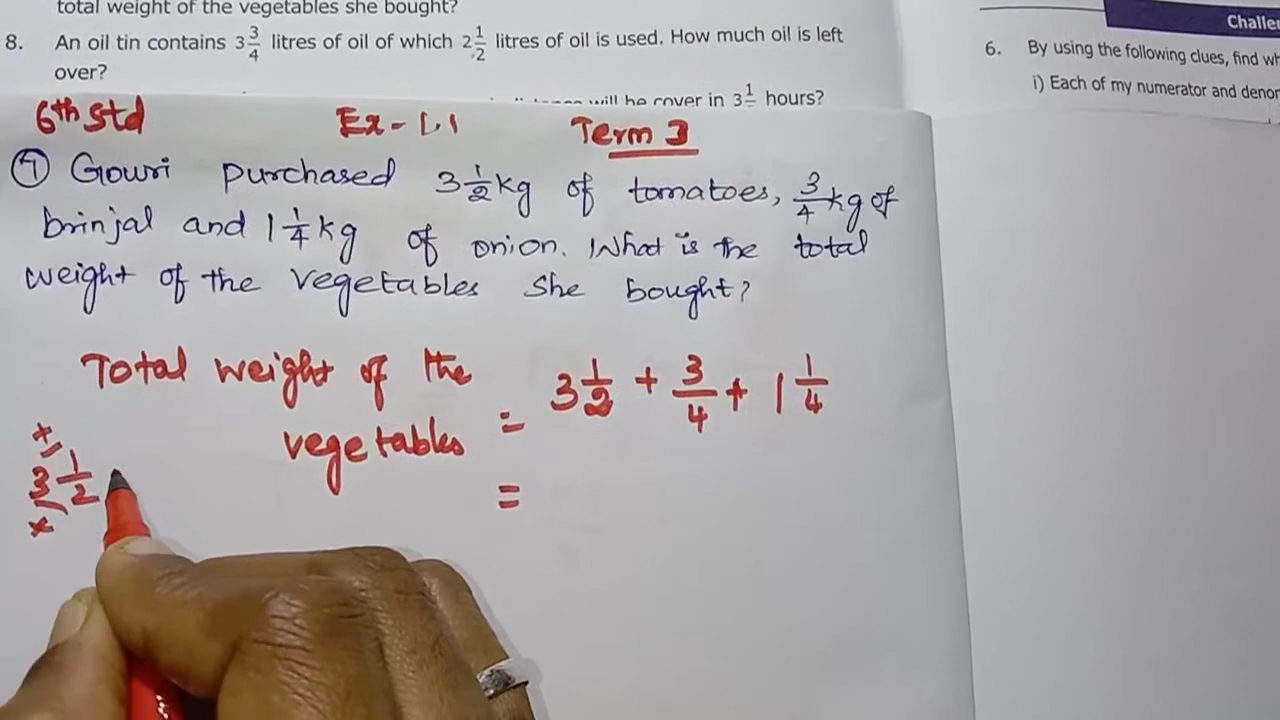 total weight of the vegetables she bought?
8. An oil tin contains 3 3/4 litres of oil of which 2 1/2 litres of oil is used. How much oil is left
over?
will be cover in 3 1/ hours?
Challe
6. By using the following clues, find wh
i) Each of my numerator and denor
6th Std Ex - 1.1 Term 3
7 Gouri purchased 3 1/2 kg of tomatoes, 3/4 kg of
brinjal and 1 1/4 kg of onion. What is the total
weight of the vegetables she bought?
Total weight of the
vegetables = 3 1/2 + 3/4 + 1 1/4
=
+
3 1/2
×